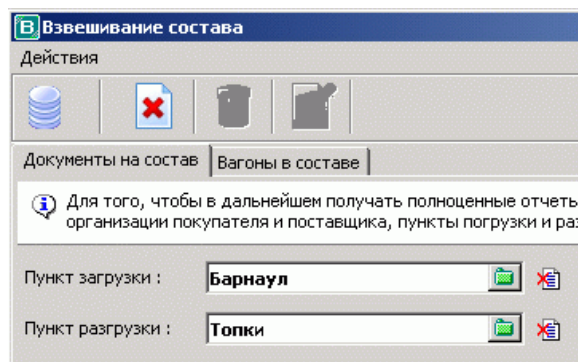 В Взвешивание состава
Действия
Документы на состав Вагоны в составе
Для того, чтобы в дальнейшем получать полноценные отчеты
организации покупателя и поставщика, пункты погрузки и раз
Пункт загрузки : Барнаул
Пункт разгрузки : Топки